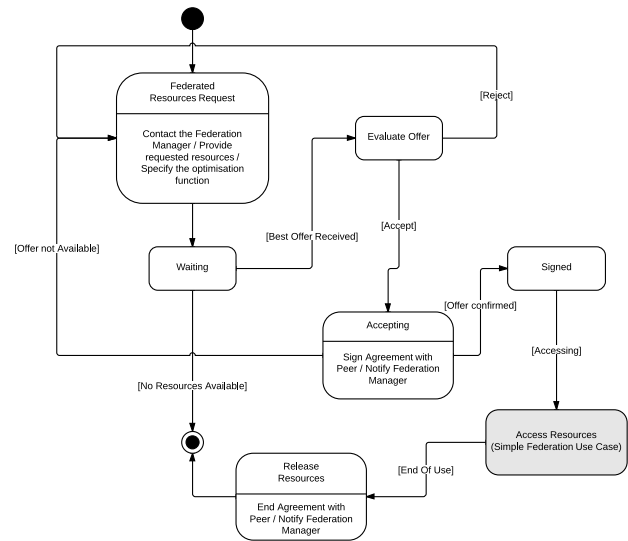 Federated
Resources Request
Contact the Federation
Manager / Provide
requested resources /
Specify the optimisation
function
[Reject]
Evaluate Offer
[Offer not Available]
[Best Offer Received]
[Accept]
Waiting
Signed
[Offer confirmed]
Accepting
Sign Agreement with
Peer / Notify Federation
Manager
[Accessing]
[No Resources Available]
Access Resources
(Simple Federation Use Case)
[End Of Use]
Release
Resources
End Agreement with
Peer / Notify Federation
Manager